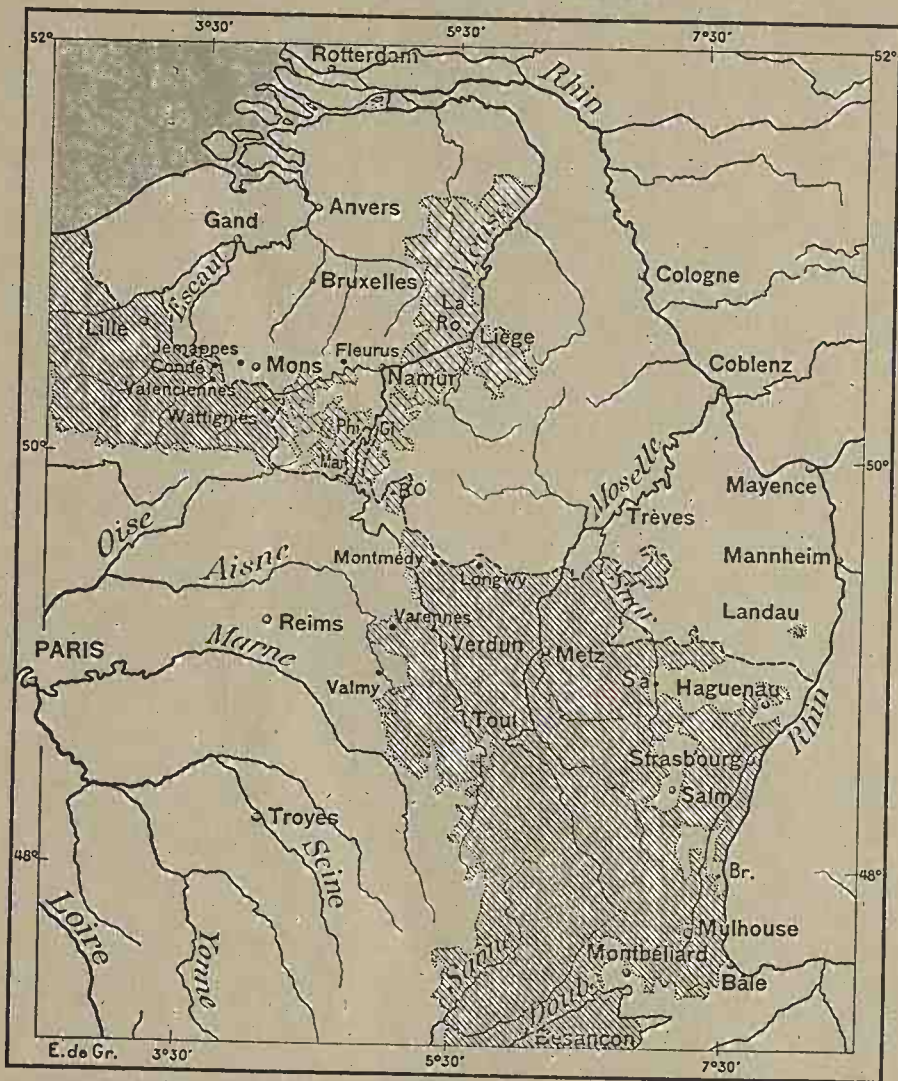 3°30' 5°30' 7°30'
52° 52°
Rotterdam
Rhin
Anvers
Gand
Meuse
Escaut
Bruxelles
Cologne
La
Ro.
Lille
Liège
Jemappes
Fleurus
Condé
Mons
Coblenz
Namur
Valenciennes
Wattignies
Phi
Gi
50° 50°
Mar
Moselle
Mayence
BO
Oise
Trèves
Aisne
Montmédy
Mannheim
Longwy
Saar
Landau
Varennes
Reims
Verdun
Marne
Metz
PARIS
Valmy
Sa
Haguenau
Toul
Rhin
Strasbourg
Salm
Troyes
Seine
48° 48°
Br.
Loire
Yonne
Mulhouse
Saône
Montbéliard
Doub.
Bâle
Besançon
E.de Gr.
3°30' 5°30' 7°30'